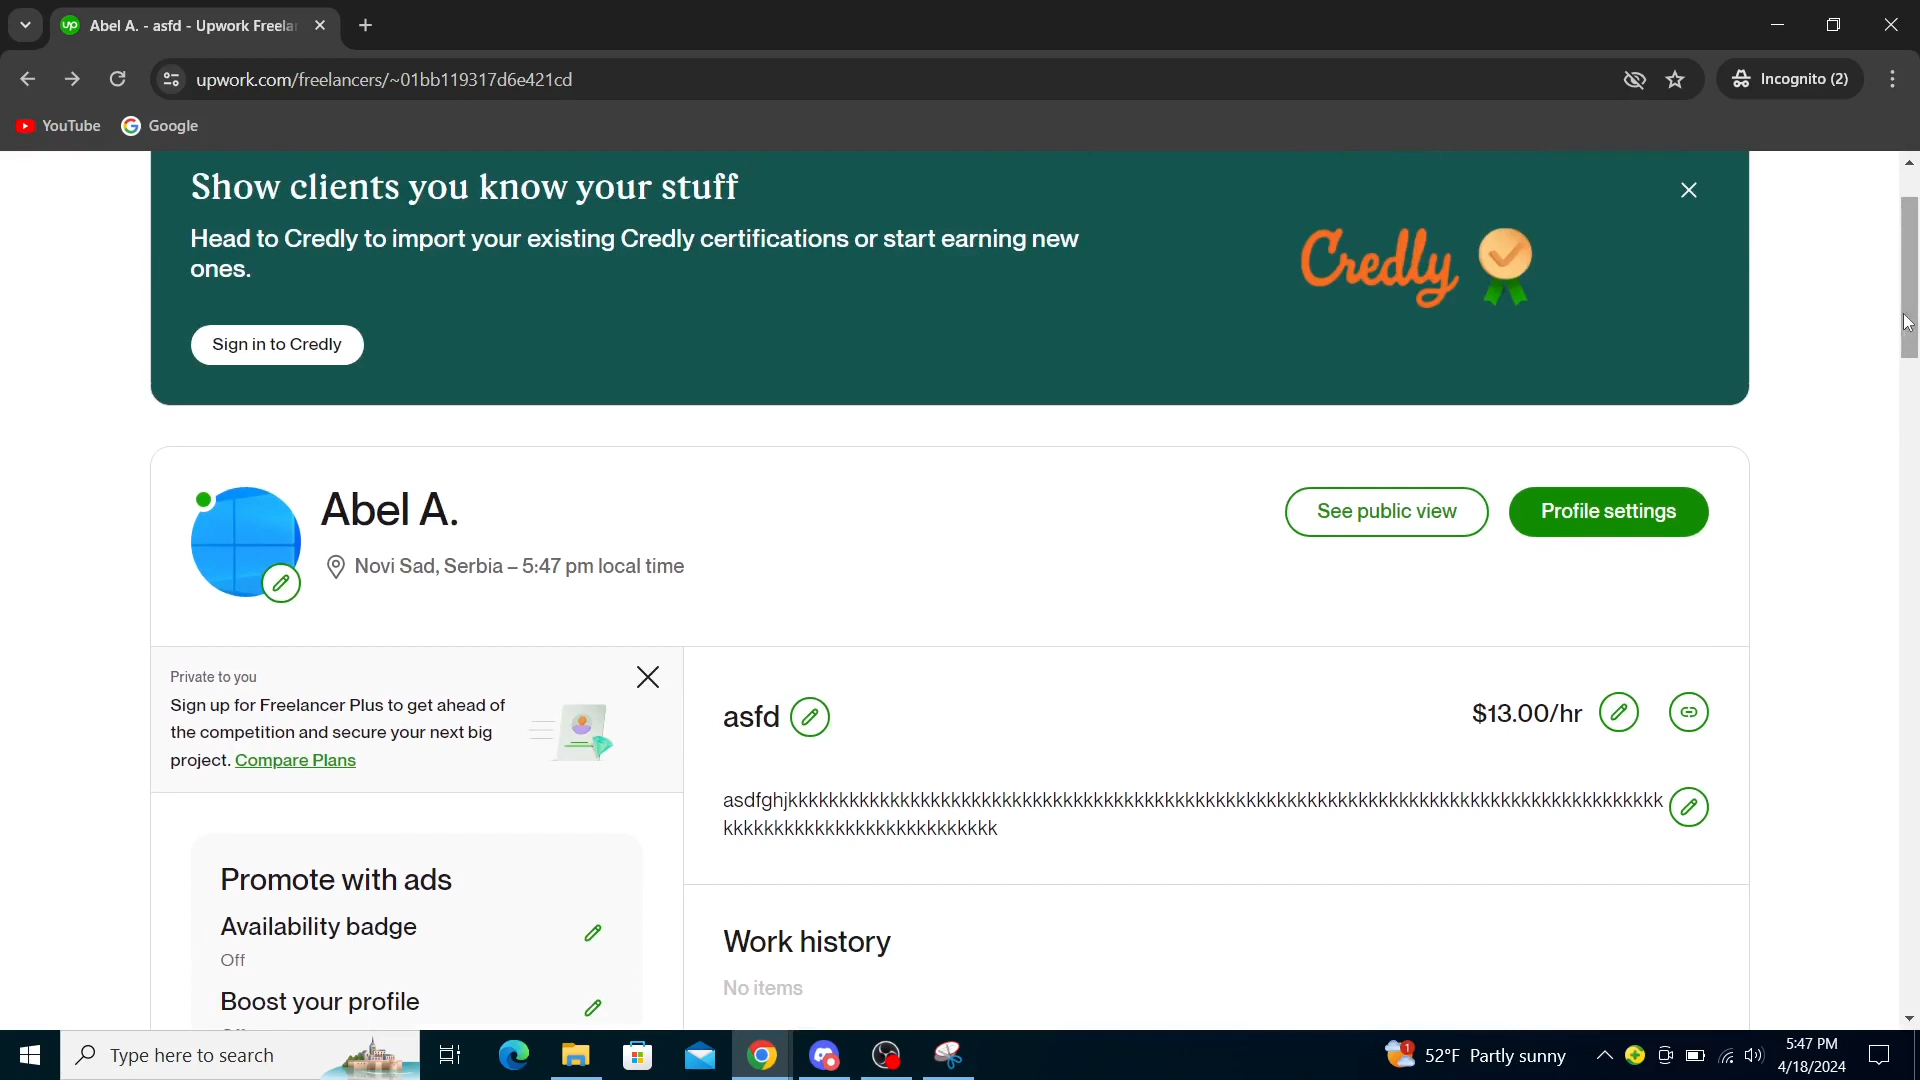 Abel A. - asfd - Upwork Freela
upwork.com/freelancers/~01bb119317d6e421cd
Incognito (2)
YouTube
Google
Show clients you know your stuff
Head to Credly to import your existing Credly certifications or start earning new
ones.
Credly
Sign in to Credly
Abel A.
See public view
Profile settings
Novi Sad, Serbia – 5:47 pm local time
Private to you
Sign up for Freelancer Plus to get ahead of
the competition and secure your next big
project. Compare Plans
asfd
$13.00/hr
Promote with ads
Availability badge
Off
Boost your profile
Work history
No items
Type here to search
1
52°F Partly sunny
5:47 PM
4/18/2024